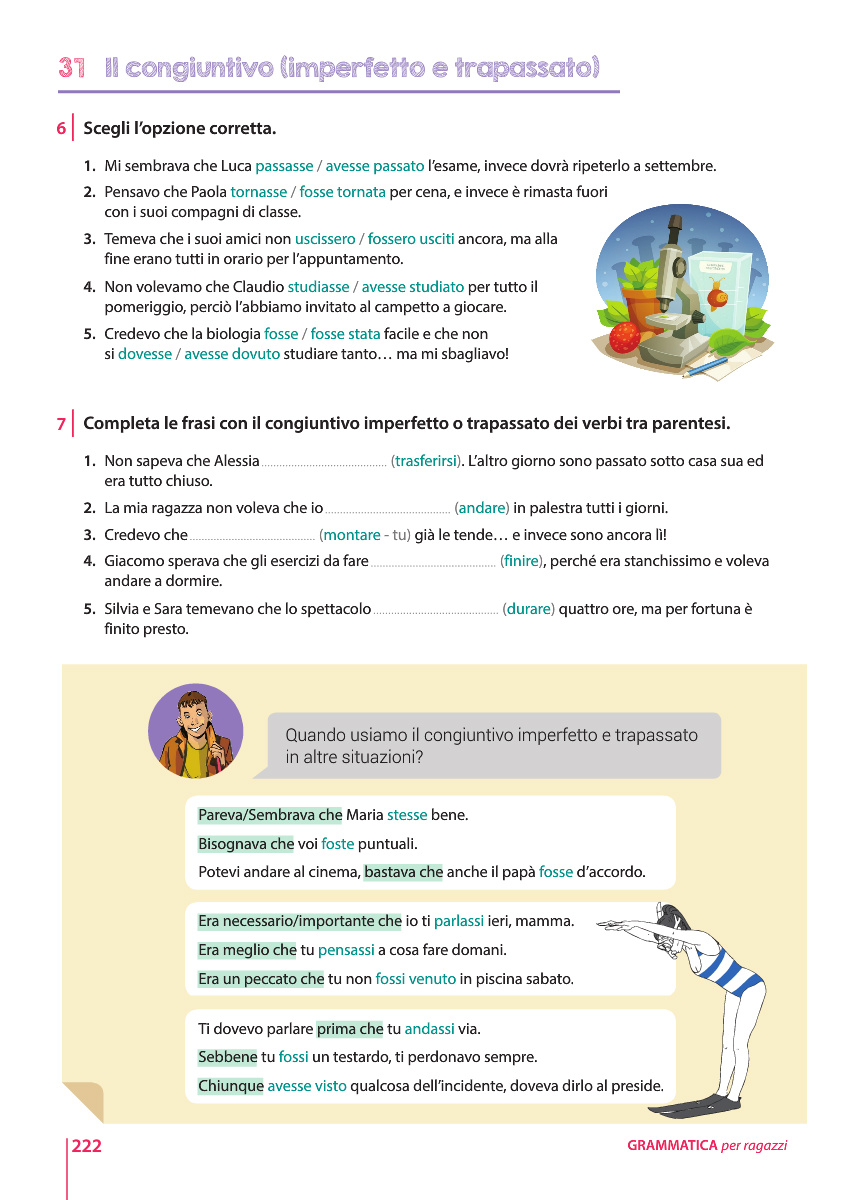 31 Il congiuntivo (imperfetto e trapassato)
6 Scegli l'opzione corretta.
1. Mi sembrava che Luca passasse / avesse passato l'esame, invece dovrà ripeterlo a settembre.
2. Pensavo che Paola tornasse / fosse tornata per cena, e invece è rimasta fuori
con i suoi compagni di classe.
3. Temeva che i suoi amici non uscissero / fossero usciti ancora, ma alla
fine erano tutti in orario per l'appuntamento.
4. Non volevamo che Claudio studiasse / avesse studiato per tutto il
pomeriggio, perciò l'abbiamo invitato al campetto a giocare.
5. Credevo che la biologia fosse / fosse stata facile e che non
si dovesse / avesse dovuto studiare tanto… ma mi sbagliavo!
7 Completa le frasi con il congiuntivo imperfetto o trapassato dei verbi tra parentesi.
1. Non sapeva che Alessia .......................................... (trasferirsi). L'altro giorno sono passato sotto casa sua ed
era tutto chiuso.
2. La mia ragazza non voleva che io .......................................... (andare) in palestra tutti i giorni.
3. Credevo che .......................................... (montare - tu) già le tende… e invece sono ancora lì!
4. Giacomo sperava che gli esercizi da fare .......................................... (finire), perché era stanchissimo e voleva
andare a dormire.
5. Silvia e Sara temevano che lo spettacolo .......................................... (durare) quattro ore, ma per fortuna è
finito presto.
Quando usiamo il congiuntivo imperfetto e trapassato
in altre situazioni?
Pareva/Sembrava che Maria stesse bene.
Bisognava che voi foste puntuali.
Potevi andare al cinema, bastava che anche il papà fosse d'accordo.
Era necessario/importante che io ti parlassi ieri, mamma.
Era meglio che tu pensassi a cosa fare domani.
Era un peccato che tu non fossi venuto in piscina sabato.
Ti dovevo parlare prima che tu andassi via.
Sebbene tu fossi un testardo, ti perdonavo sempre.
Chiunque avesse visto qualcosa dell'incidente, doveva dirlo al preside.
222
GRAMMATICA per ragazzi